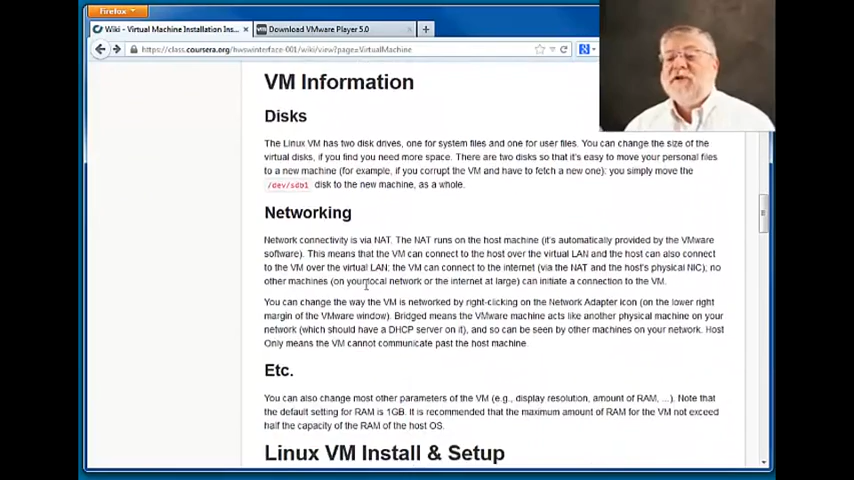 Firefox
Wiki - Virtual Machine Installation Ins...
Download VMware Player 5.0
https://class.coursera.org/hwswinterface-001/wiki/view?page=VirtualMachine
VM Information
Disks
The Linux VM has two disk drives, one for system files and one for user files. You can change the size of the
virtual disks, if you find you need more space. There are two disks so that it's easy to move your personal files
to a new machine (for example, if you corrupt the VM and have to fetch a new one): you simply move the
/dev/sdb1 disk to the new machine, as a whole.
Networking
Network connectivity is via NAT. The NAT runs on the host machine (it's automatically provided by the VMware
software). This means that the VM can connect to the host over the virtual LAN and the host can also connect
to the VM over the virtual LAN; the VM can connect to the internet (via the NAT and the host's physical NIC); no
other machines (on your local network or the internet at large) can initiate a connection to the VM.
You can change the way the VM is networked by right-clicking on the Network Adapter icon (on the lower right
margin of the VMware window). Bridged means the VMware machine acts like another physical machine on your
network (which should have a DHCP server on it), and so can be seen by other machines on your network. Host
Only means the VM cannot communicate past the host machine.
Etc.
You can also change most other parameters of the VM (e.g., display resolution, amount of RAM, ...). Note that
the default setting for RAM is 1GB. It is recommended that the maximum amount of RAM for the VM not exceed
half the capacity of the RAM of the host OS.
Linux VM Install & Setup